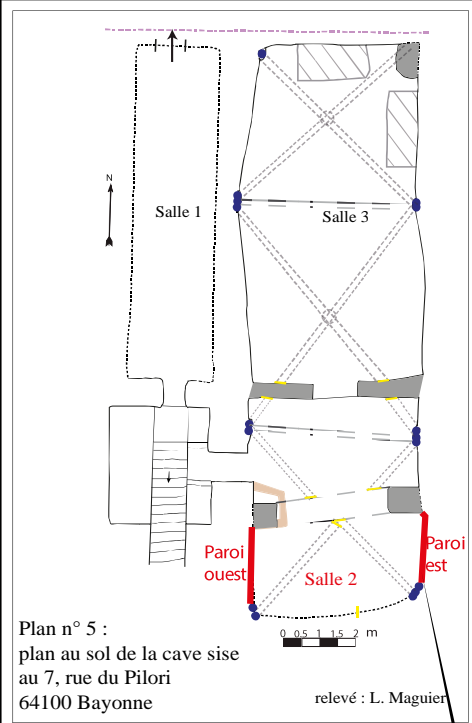 N
Salle 1
Salle 3
Paroi
ouest
Paroi
est
Salle 2
0 0.5 1 1.5 2 m
Plan n° 5 :
plan au sol de la cave sise
au 7, rue du Pilori
64100 Bayonne
relevé : L. Maguier